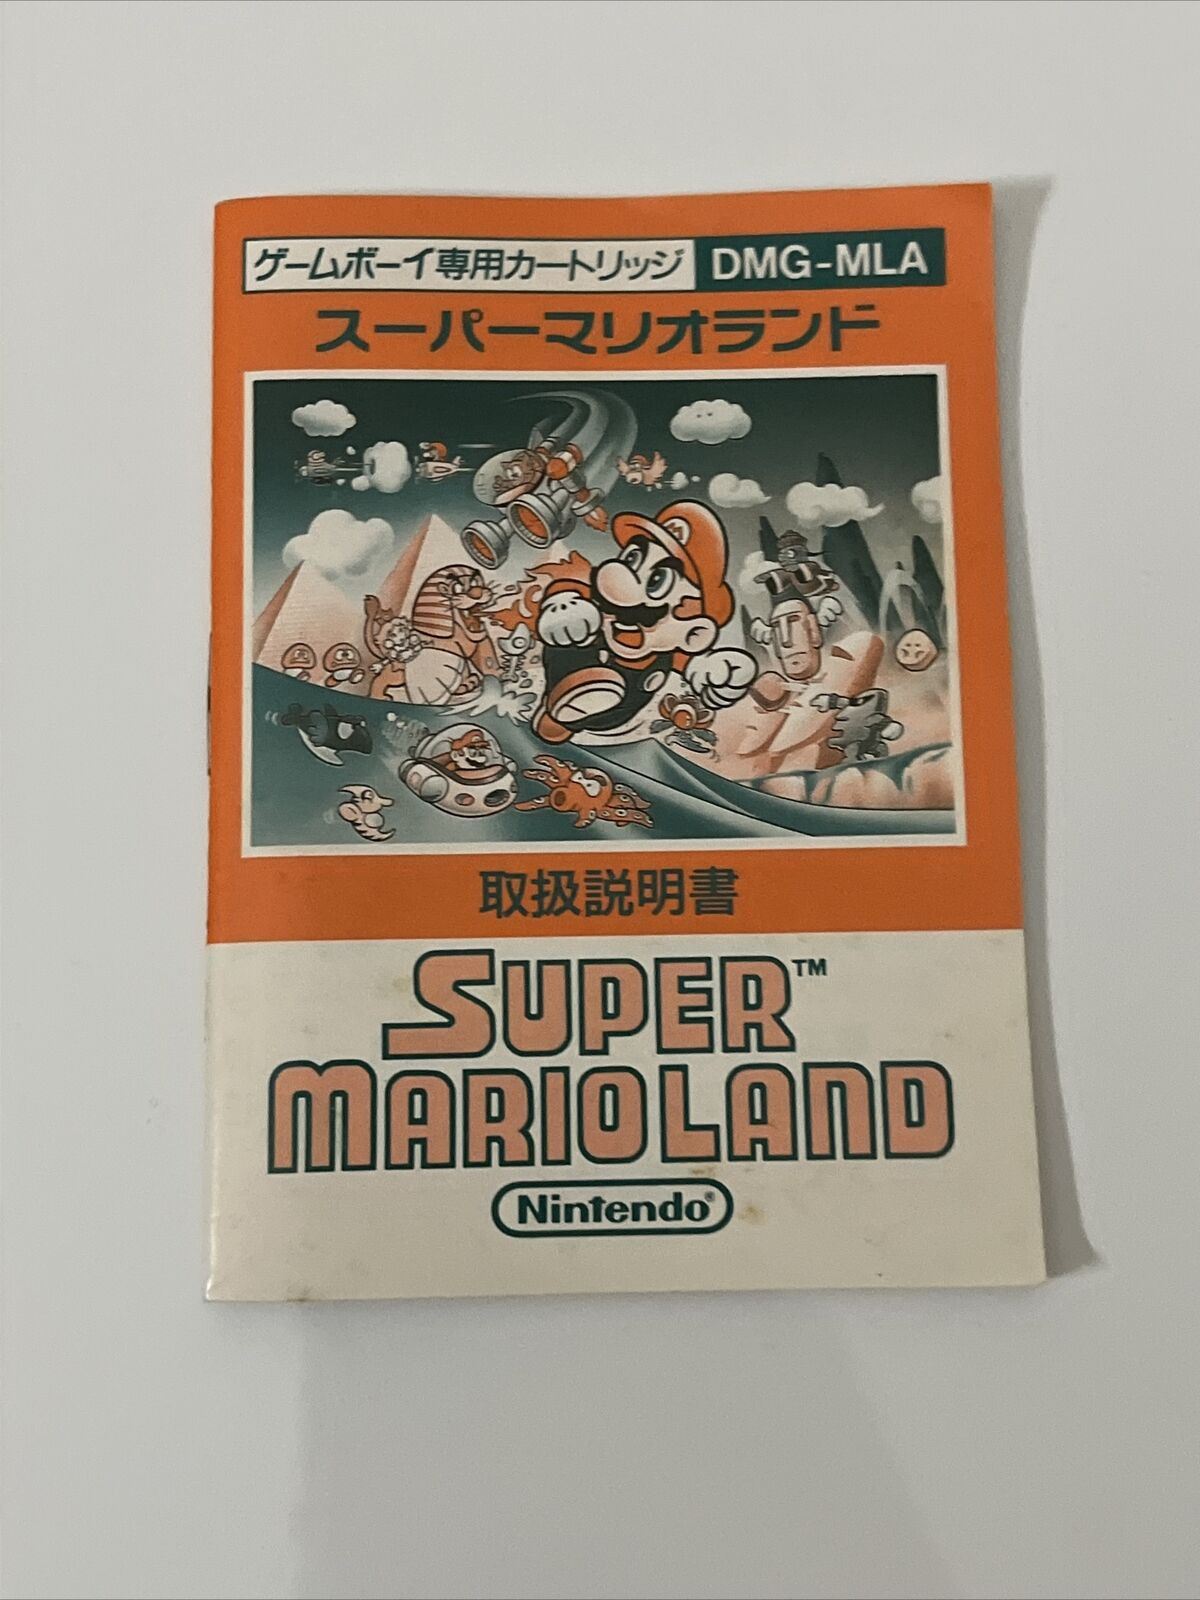 ゲームボーイ専用カートリッジ DMG-MLA
スーパーマリオランド
M
取扱説明書
SUPER™
MARIOLAND
Nintendo®